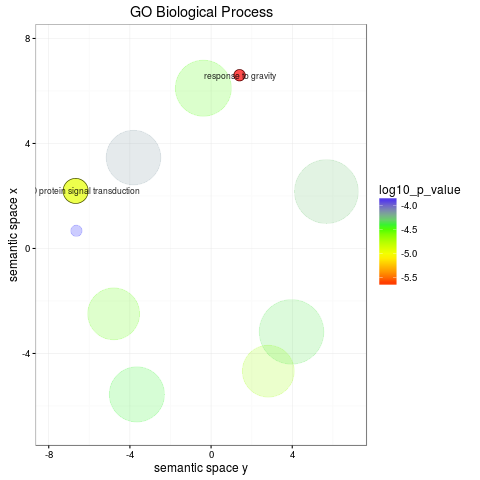 GO Biological Process
8
response to gravity
4
protein signal transduction
0
-4
-8
-4
0
4
semantic space y
semantic space x
log10_p_value
-4.0
-4.5
-5.0
-5.5